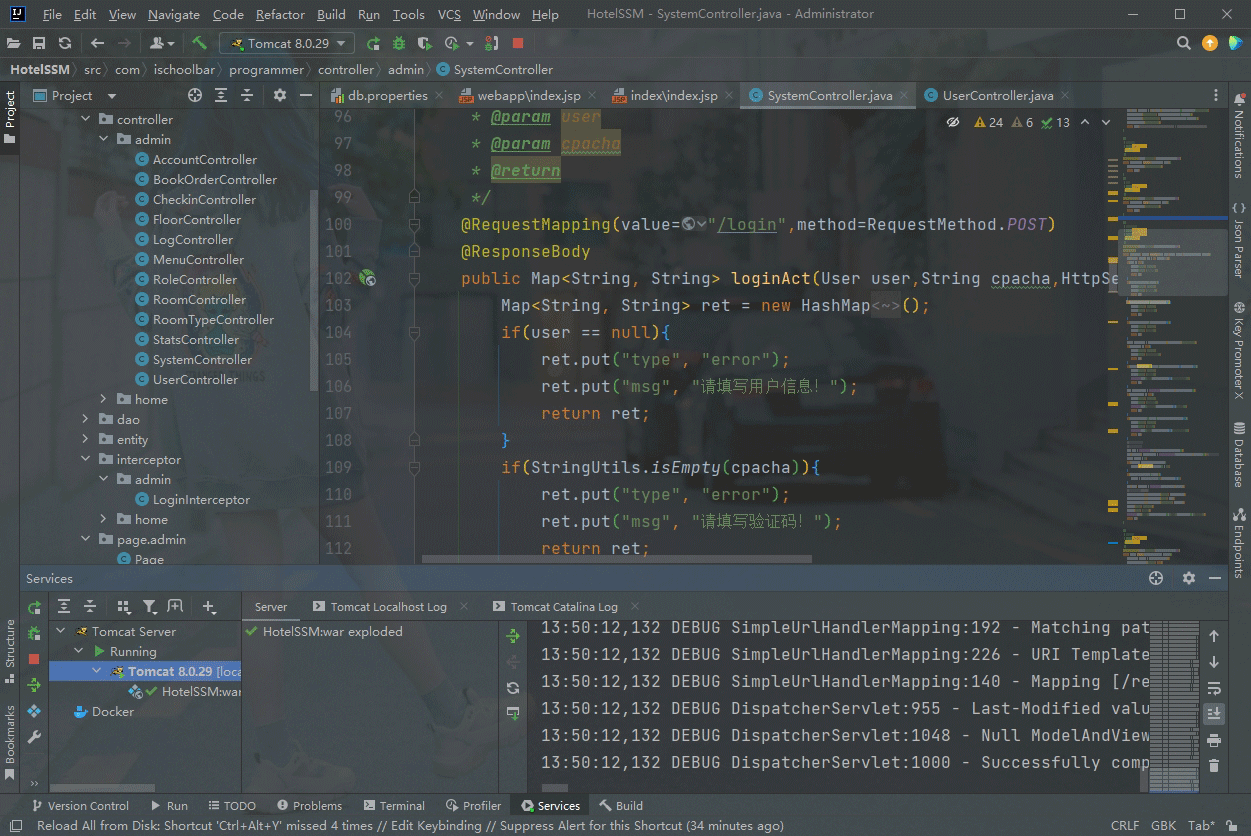 File Edit View Navigate Code Refactor Build Run Tools VCS Window Help HotelSSM - SystemController.java - Administrator
Tomcat 8.0.29
HotelSSM src com ischoolbar programmer controller admin SystemController
Project
db.properties webapp\index.jsp index\index.jsp SystemController.java UserController.java
controller
admin
AccountController
BookOrderController
CheckinController
FloorController
LogController
MenuController
RoleController
RoomController
RoomTypeController
StatsController
SystemController
UserController
home
dao
entity
interceptor
admin
LoginInterceptor
home
page.admin
Page
24 6 13
96 * @param user
97 * @param cpacha
98 * @return
99 */
100 @RequestMapping(value="/login",method=RequestMethod.POST)
101 @ResponseBody
102 public Map<String, String> loginAct(User user,String cpacha,HttpSe
103 Map<String, String> ret = new HashMap<~>();
104 if(user == null){
105 ret.put("type", "error");
106 ret.put("msg", "请填写用户信息！");
107 return ret;
108 }
109 if(StringUtils.isEmpty(cpacha)){
110 ret.put("type", "error");
111 ret.put("msg", "请填写验证码！");
112 return ret;
Project
Structure
Bookmarks
Notifications
Json Parser
Key Promoter X
Database
Endpoints
Services
Server Tomcat Localhost Log Tomcat Catalina Log
Tomcat Server
Running
Tomcat 8.0.29 [loca
HotelSSM:war
Docker
HotelSSM:war exploded
13:50:12,132 DEBUG SimpleUrlHandlerMapping:192 - Matching pat
13:50:12,132 DEBUG SimpleUrlHandlerMapping:226 - URI Template
13:50:12,132 DEBUG SimpleUrlHandlerMapping:140 - Mapping [/re
13:50:12,132 DEBUG DispatcherServlet:955 - Last-Modified valu
13:50:12,132 DEBUG DispatcherServlet:1048 - Null ModelAndView
13:50:12,132 DEBUG DispatcherServlet:1000 - Successfully comp
Version Control Run TODO Problems Terminal Profiler Services Build
Reload All from Disk: Shortcut 'Ctrl+Alt+Y' missed 4 times // Edit Keybinding // Suppress Alert for this Shortcut (34 minutes ago) CRLF GBK Tab*